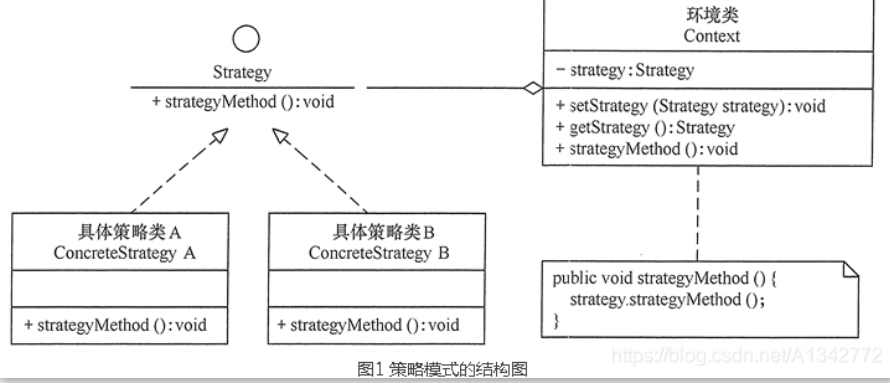 Strategy
+ strategyMethod ():void
环境类
Context
- strategy:Strategy
+ setStrategy (Strategy strategy):void
+ getStrategy ():Strategy
+ strategyMethod ():void
具体策略类A
ConcreteStrategy A
+ strategyMethod ():void
具体策略类B
ConcreteStrategy B
+ strategyMethod ():void
public void strategyMethod () {
strategy.strategyMethod ();
}
图1 策略模式的结构图
https://blog.csdn.net/A1342772